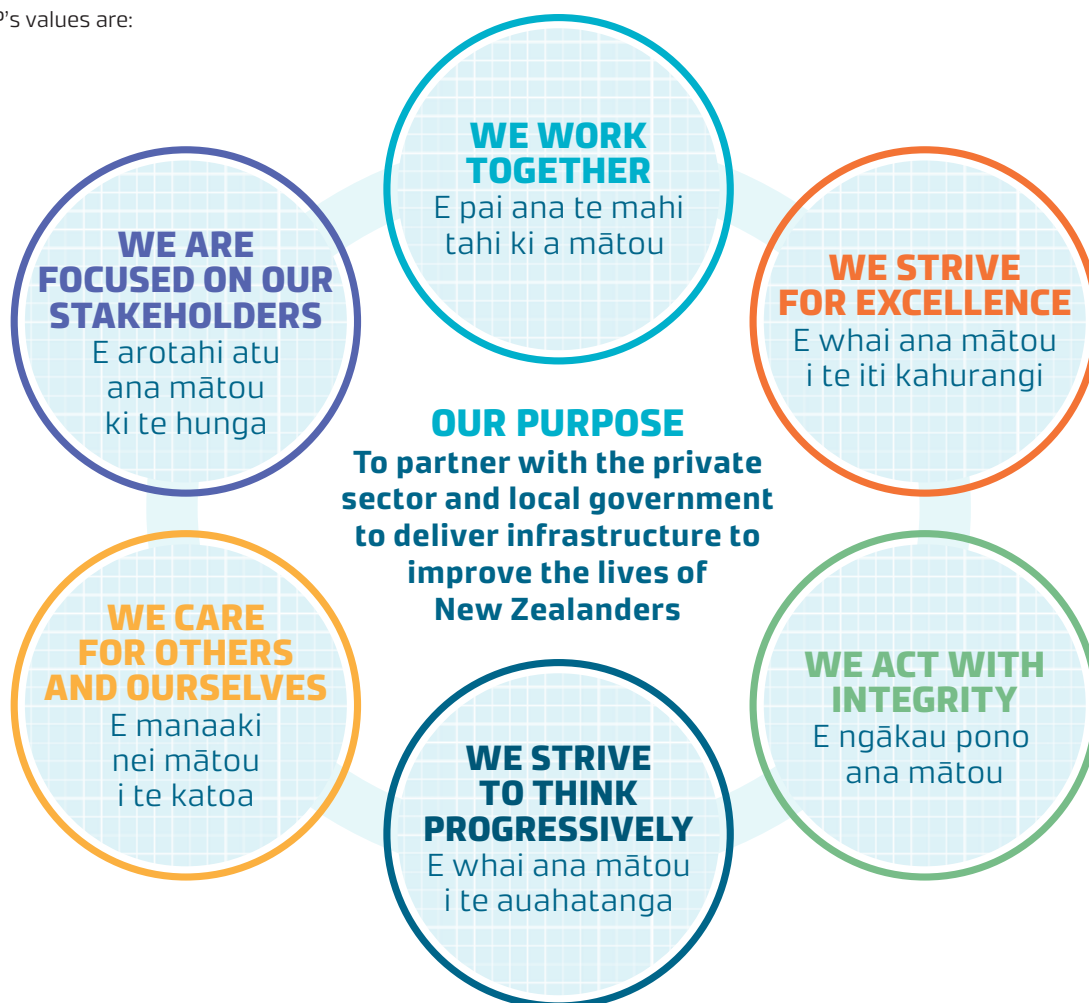 P's values are:
WE WORK
TOGETHER
E pai ana te mahi
tahi ki a mātou
WE STRIVE
FOR EXCELLENCE
E whai ana mātou
i te iti kahurangi
WE ACT WITH
INTEGRITY
E ngākau pono
ana mātou
WE STRIVE
TO THINK
PROGRESSIVELY
E whai ana mātou
i te auahatanga
WE CARE
FOR OTHERS
AND OURSELVES
E manaaki
nei mātou
i te katoa
WE ARE
FOCUSED ON OUR
STAKEHOLDERS
E arotahi atu
ana mātou
ki te hunga
OUR PURPOSE
To partner with the private
sector and local government
to deliver infrastructure to
improve the lives of
New Zealanders